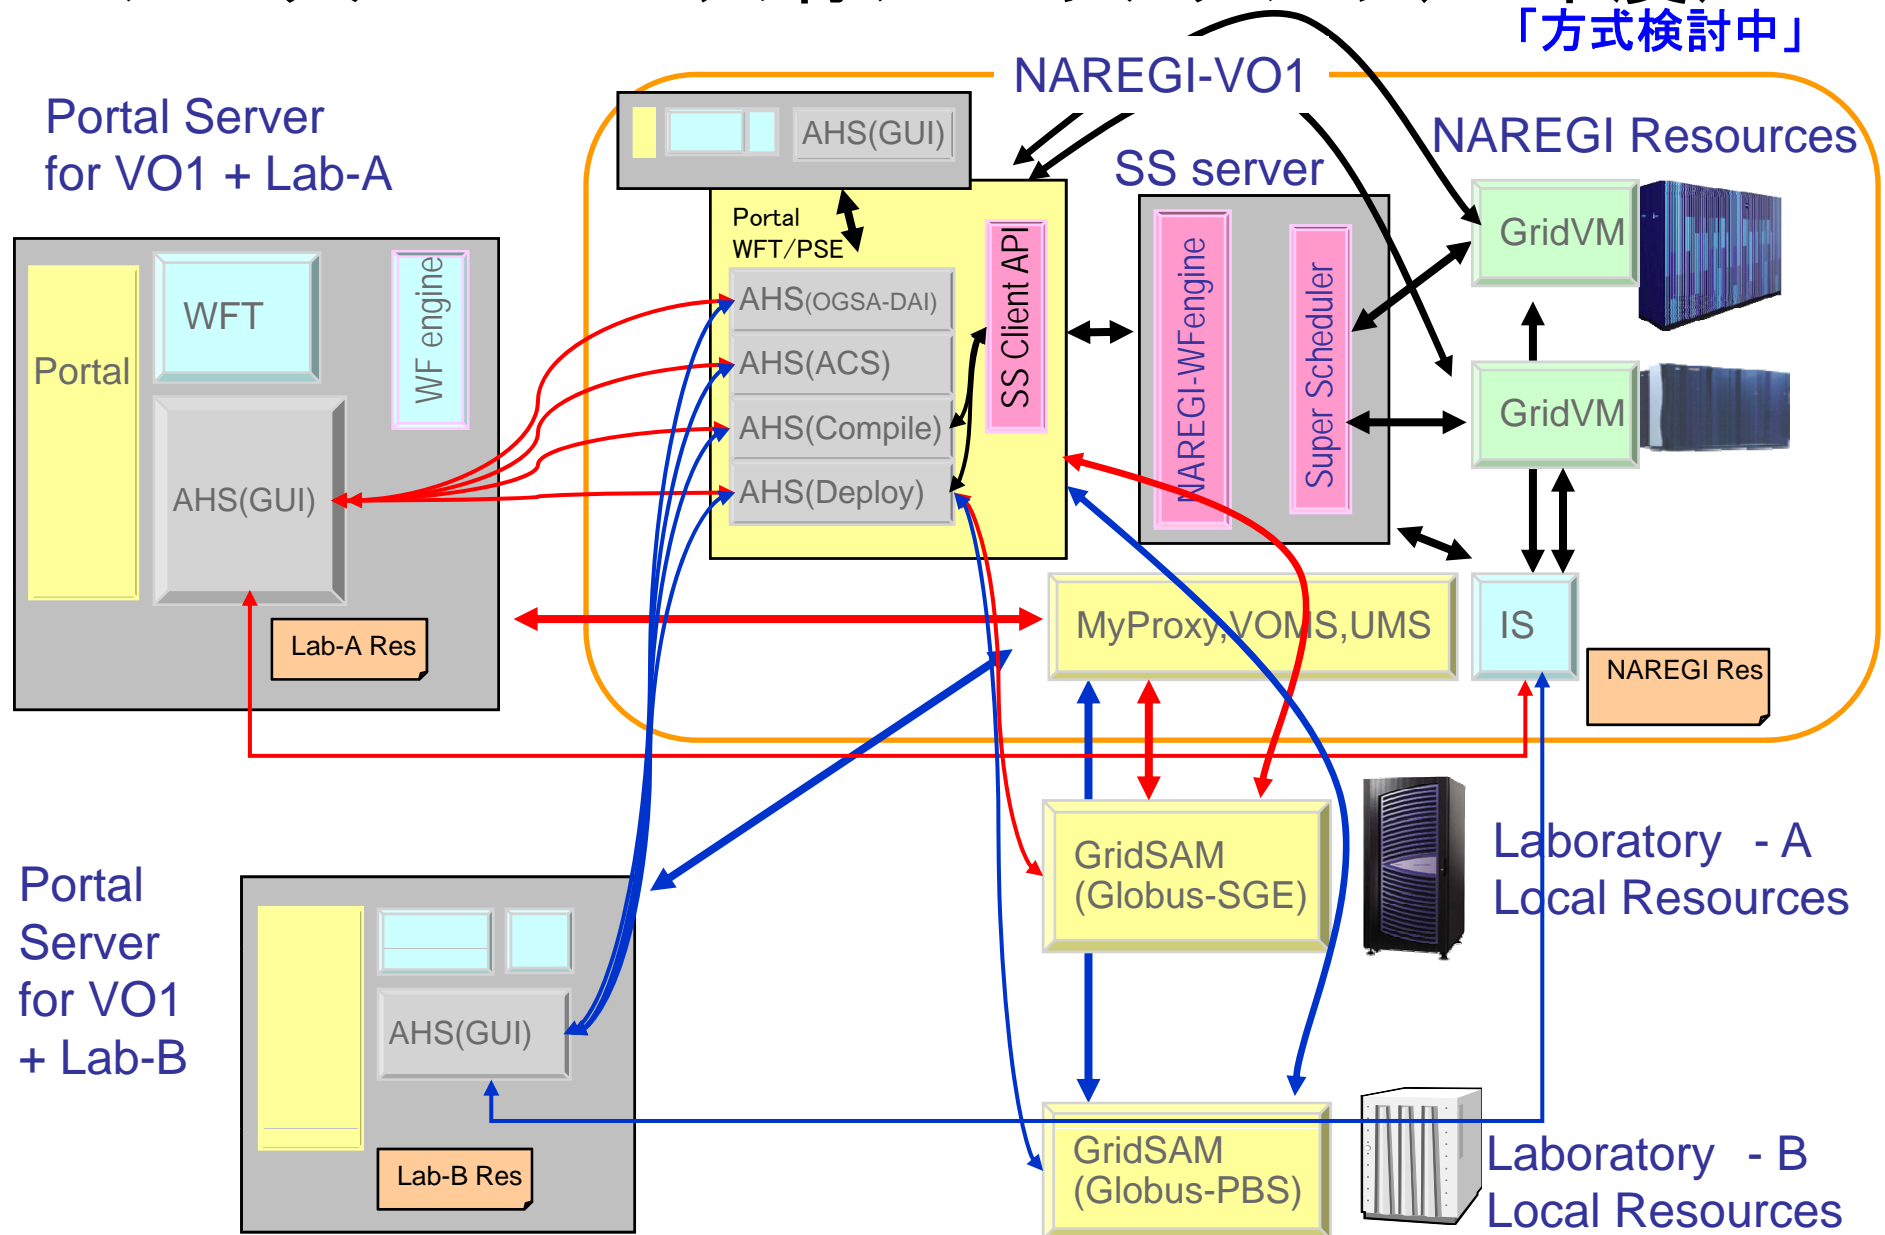 「方式検討中」
NAREGI-VO1
Portal Server
for VO1 + Lab-A
AHS(GUI)
SS server
NAREGI Resources
Portal
WFT/PSE
AHS(OGSA-DAI)
AHS(ACS)
AHS(Compile)
AHS(Deploy)
SS Client API
NAREGI-WFengine
Super Scheduler
GridVM
GridVM
Portal
WFT
WF engine
AHS(GUI)
Lab-A Res
MyProxy,VOMS,UMS
IS
NAREGI Res
GridSAM
(Globus-SGE)
Laboratory - A
Local Resources
Portal
Server
for VO1
+ Lab-B
AHS(GUI)
Lab-B Res
GridSAM
(Globus-PBS)
Laboratory - B
Local Resources